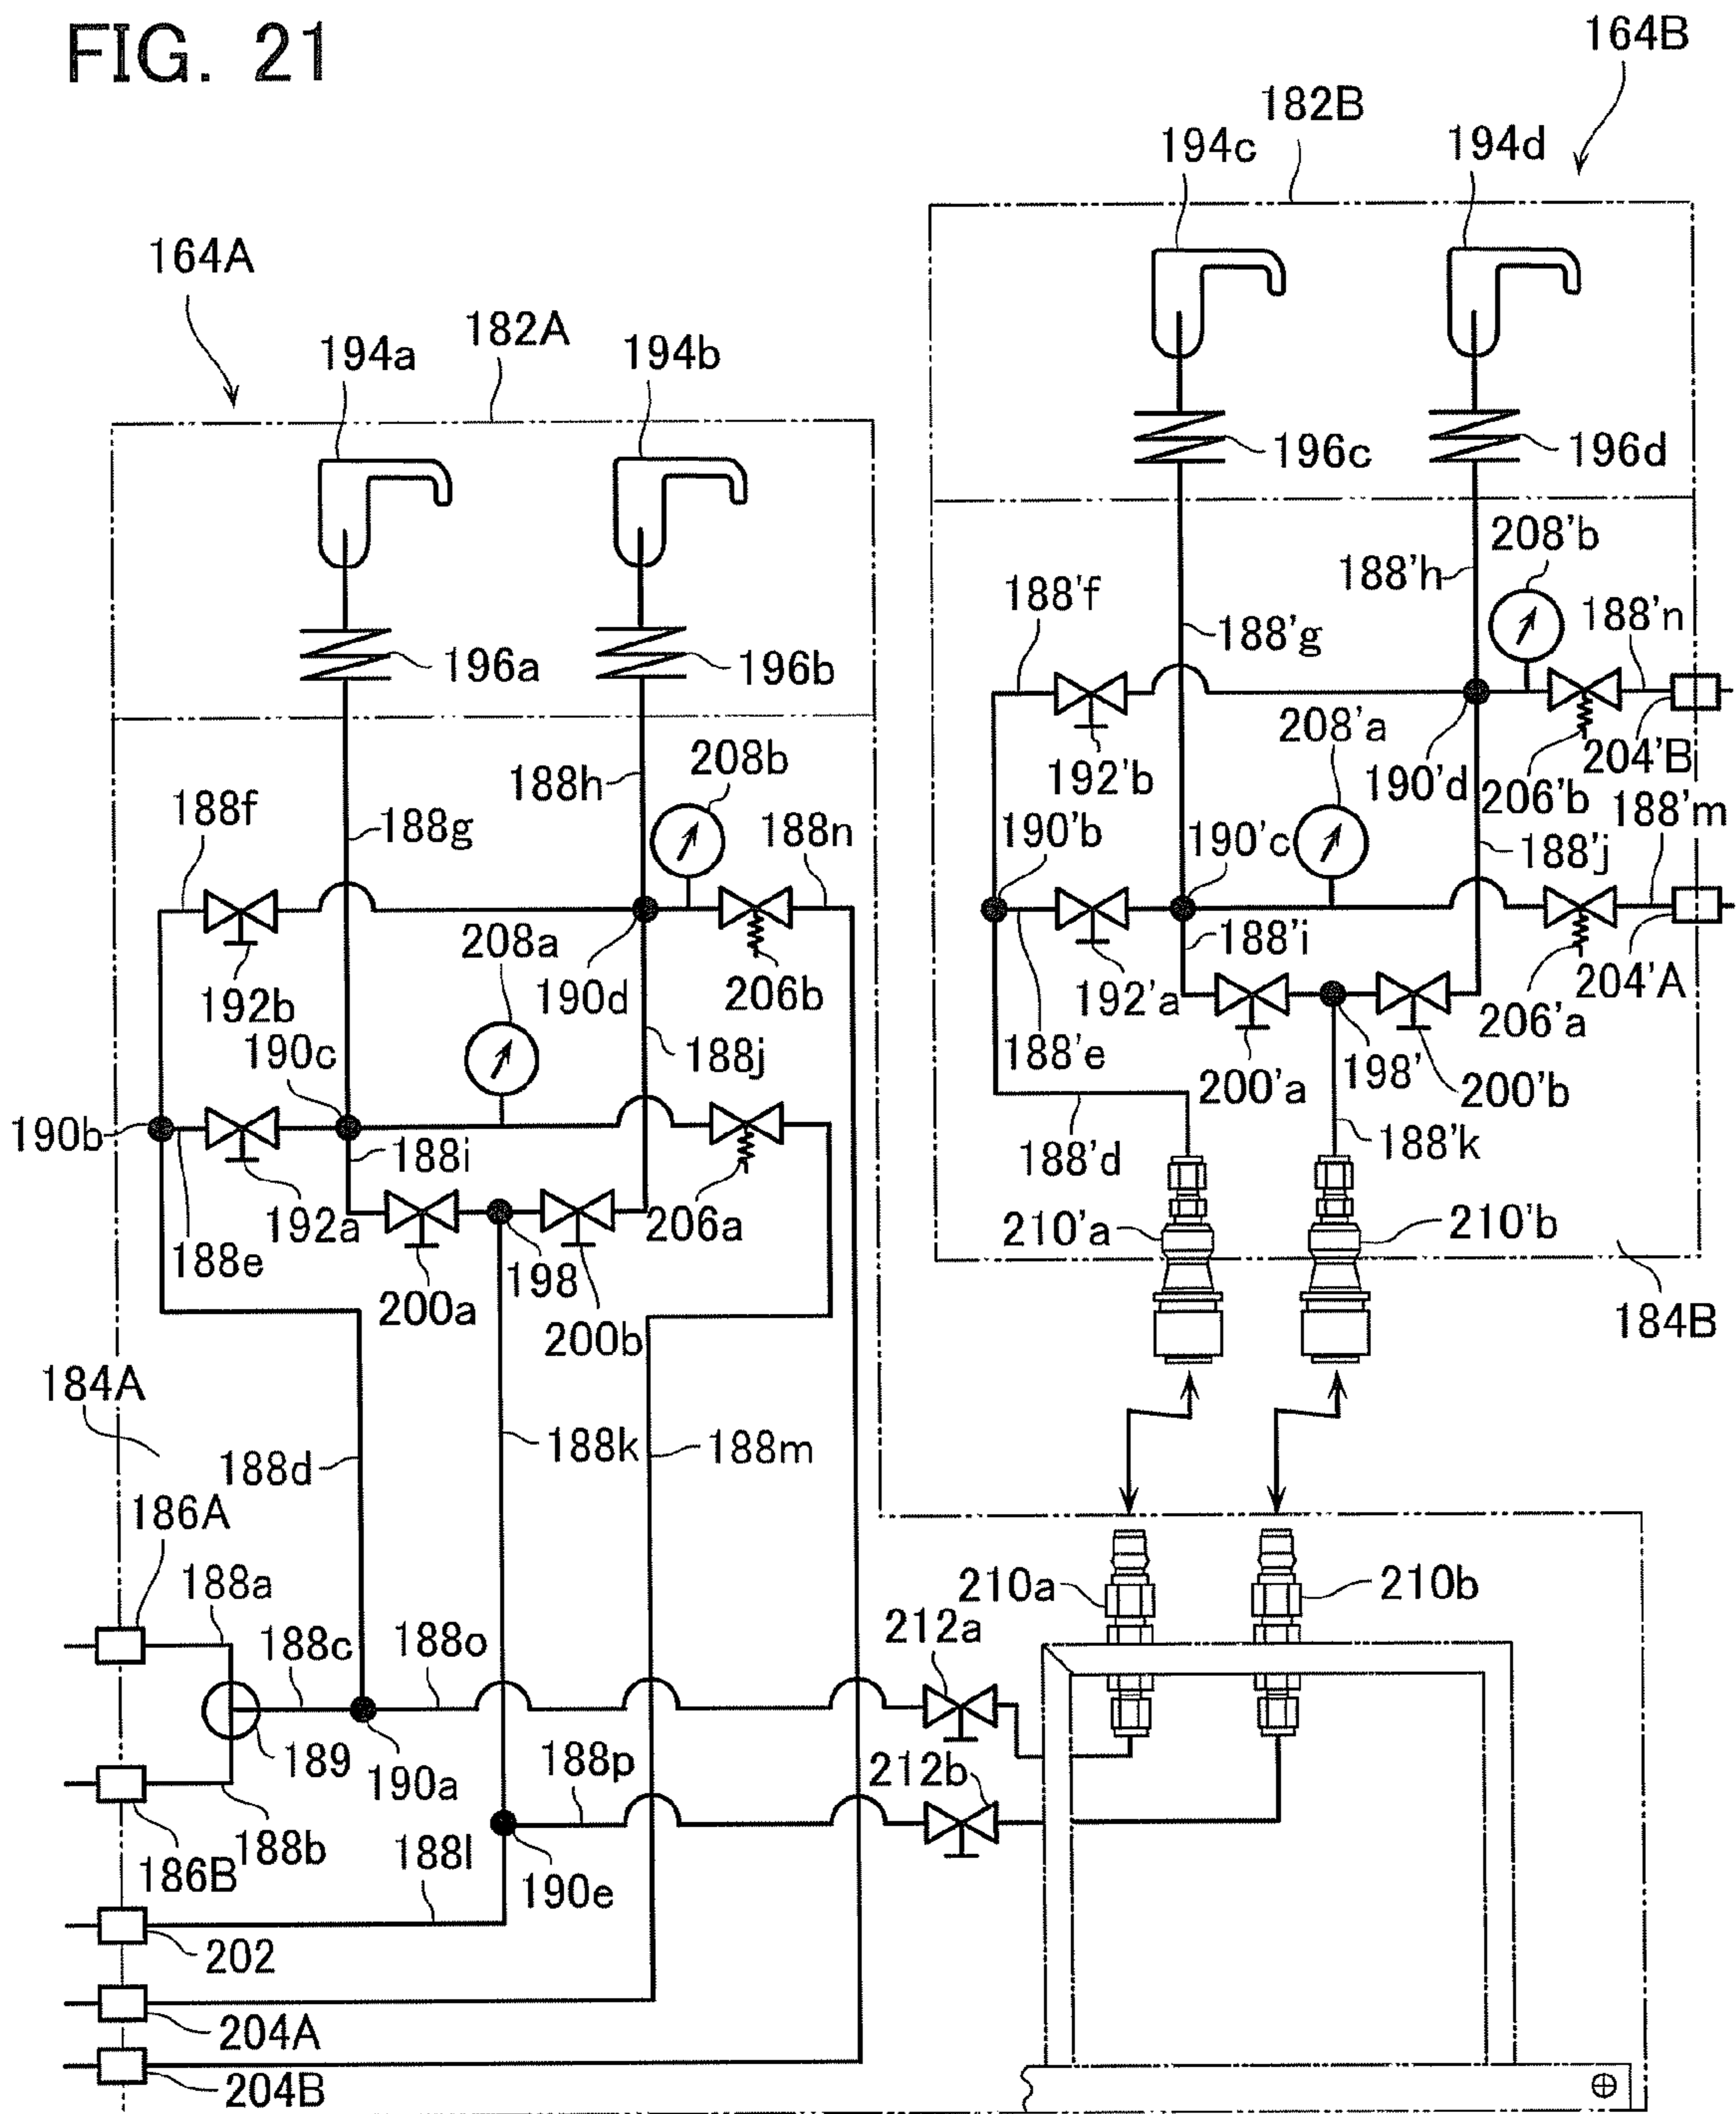 FIG. 21
164B
182B
194c
194d
164A
182A
194a
194b
196c
196d
208'b
188'h
188'f
188'n
188'g
196a
196b
208'a
192'b
190'd
204'B
206'b
188'm
208b
188h
188f
188g
188n
190'b
190'c
188'j
208a
188'i
192b
190d
206b
192'a
204'A
206'a
190c
188j
188'e
200'a
198'
200'b
190b
188i
188'd
188'k
192a
206a
210'a
210'b
188e
198
200a
200b
184B
184A
188k
188m
188d
186A
188a
210a
210b
188c
188o
212a
189
190a
188p
212b
188b
188l
186B
190e
202
204A
204B